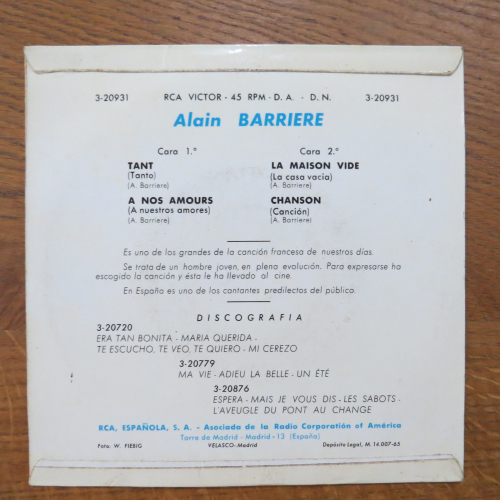 3-20931 RCA VICTOR - 45 RPM - D. A. - D. N. 3-20931
Alain BARRIERE
Cara 1.ª Cara 2.ª
TANT
(Tanto)
(A. Barriere)
A NOS AMOURS
(A nuestros amores)
(A. Barriere)
LA MAISON VIDE
(La casa vacia)
(A. Barriere)
CHANSON
(Canción)
(A. Barriere)
Es uno de los grandes de la canción francesa de nuestros días.
Se trata de un hombre joven, en plena evolución. Para expresarse ha
escogido la canción y ésta le ha llevado al cine.
En España es uno de los cantantes predilectos del público.
DISCOGRAFIA
3-20720
ERA TAN BONITA - MARIA QUERIDA -
TE ESCUCHO, TE VEO, TE QUIERO - MI CEREZO
3-20779
MA VIE - ADIEU LA BELLE - UN ÉTÉ
3-20876
ESPERA - MAIS JE VOUS DIS - LES SABOTS -
L'AVEUGLE DU PONT AU CHANGE
RCA, ESPAÑOLA, S. A. - Asociada de la Radio Corporatión of América
Torre de Madrid - Madrid - 13 (España)
Foto. W. FIEBIG VELASCO-Madrid Depósito Legal, M. 14 007-65